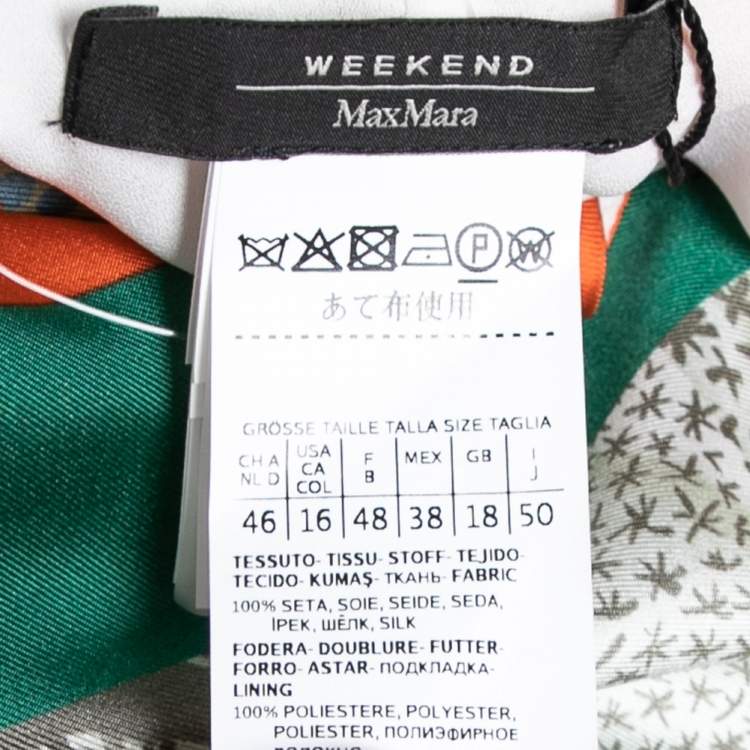 WEEKEND
MaxMara
P W
あて布使用
GRÖSSE TAILLE TALLA SIZE TAGLIA
CH A NL D USA CA COL F B MEX GB I J
46 16 48 38 18 50
TESSUTO- TISSU- STOFF- TEJIDO-
TECIDO- KUMAŞ- ТКАНЬ- FABRIC
100% SETA, SOIE, SEIDE, SEDA,
İPEK, ШЁЛК, SILK
FODERA- DOUBLURE- FUTTER-
FORRO- ASTAR- ПОДКЛАДКА-
LINING
100% POLIESTERE, POLYESTER,
POLIESTER, ПОЛИЭФИРНОЕ